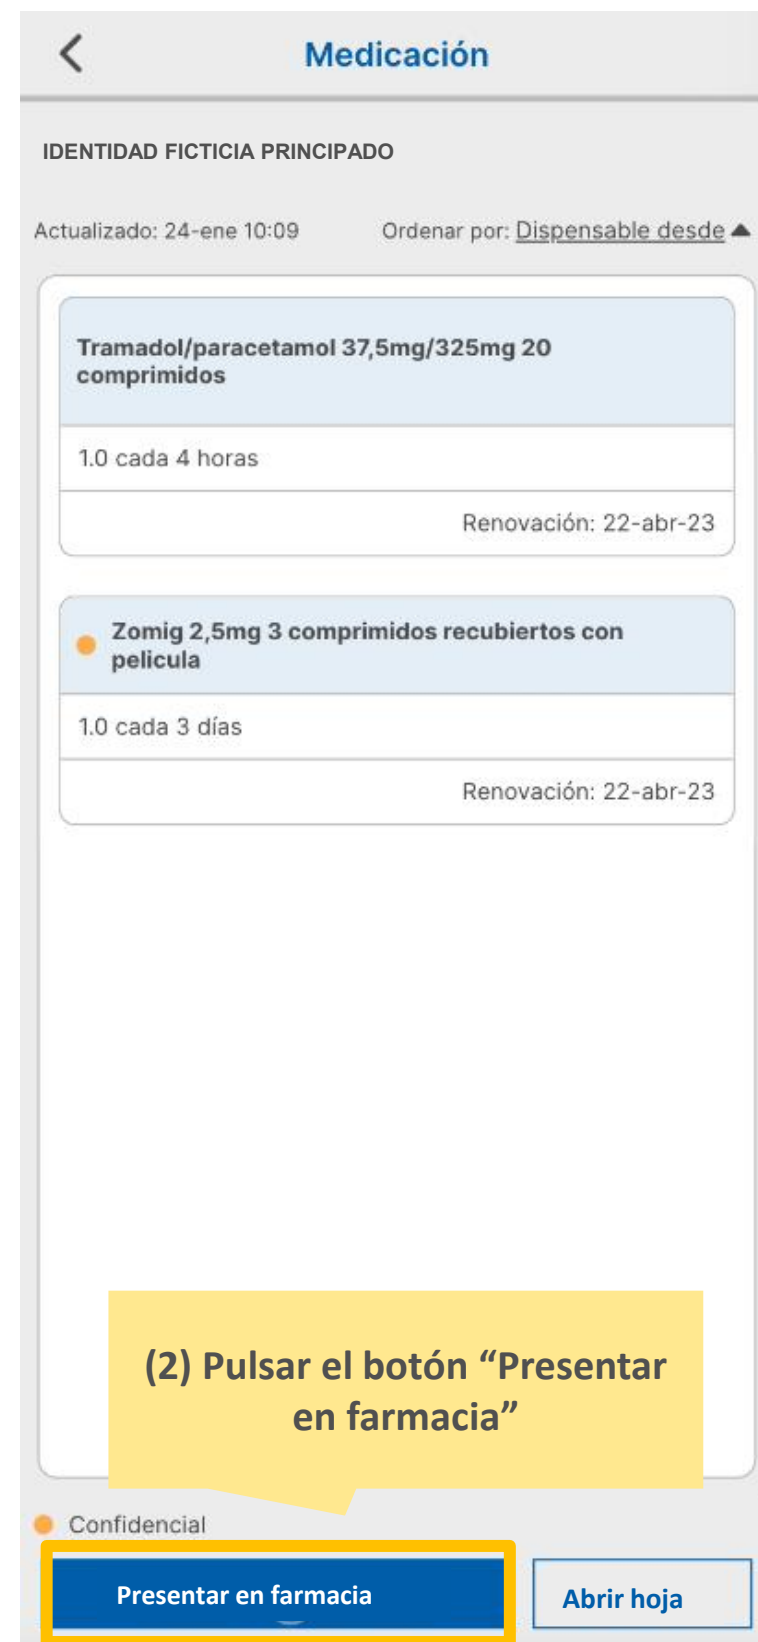 Medicación
IDENTIDAD FICTICIA PRINCIPADO
Actualizado: 24-ene 10:09 Ordenar por: Dispensable desde
Tramadol/paracetamol 37,5mg/325mg 20
comprimidos
1.0 cada 4 horas
Renovación: 22-abr-23
Zomig 2,5mg 3 comprimidos recubiertos con
pelicula
1.0 cada 3 días
Renovación: 22-abr-23
(2) Pulsar el botón “Presentar
en farmacia”
Confidencial
Presentar en farmacia Abrir hoja